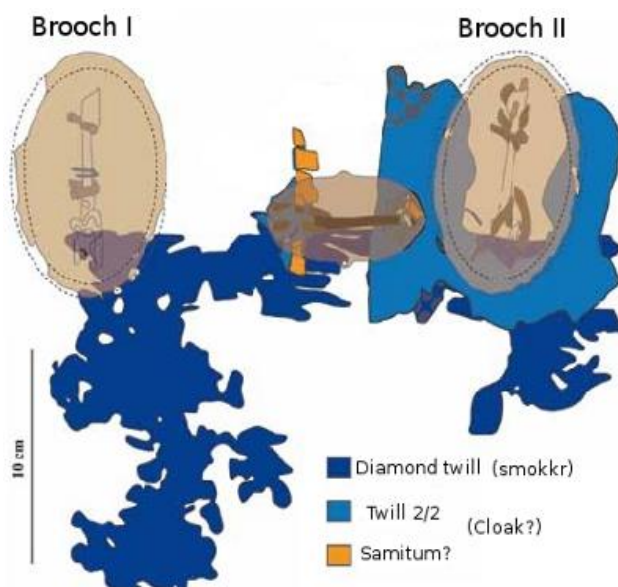 Brooch I
Brooch II
10 cm
Diamond twill (smokkr)
Twill 2/2
(Cloak?)
Samitum?